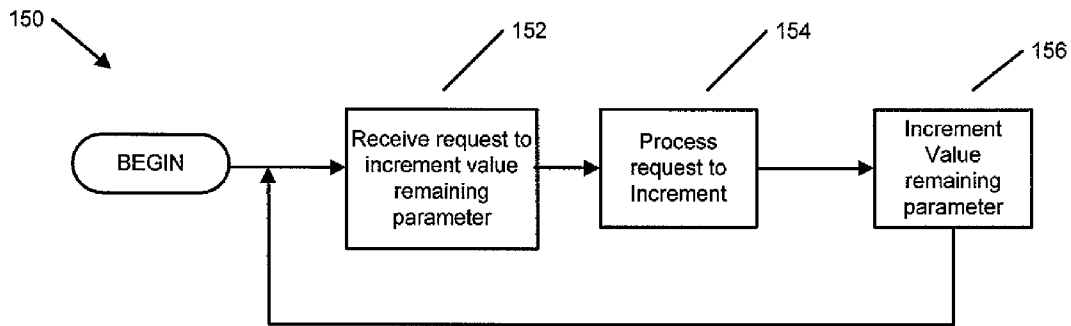 150
152
154
156
BEGIN
Receive request to
increment value
remaining
parameter
Process
request to
Increment
Increment
Value
remaining
parameter